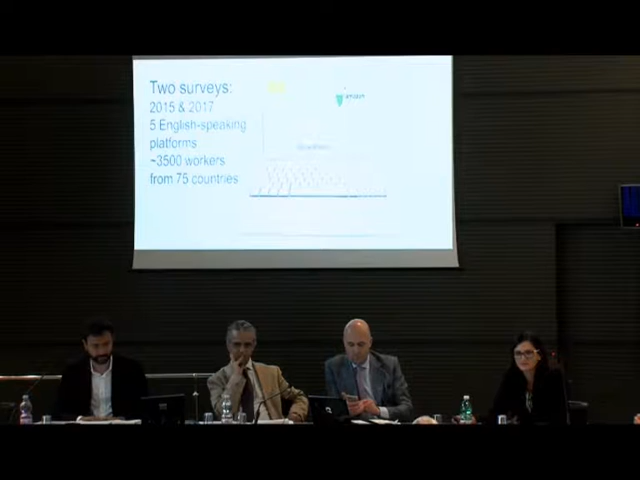 Two surveys:
2015 & 2017
5 English-speaking
platforms
~3500 workers
from 75 countries